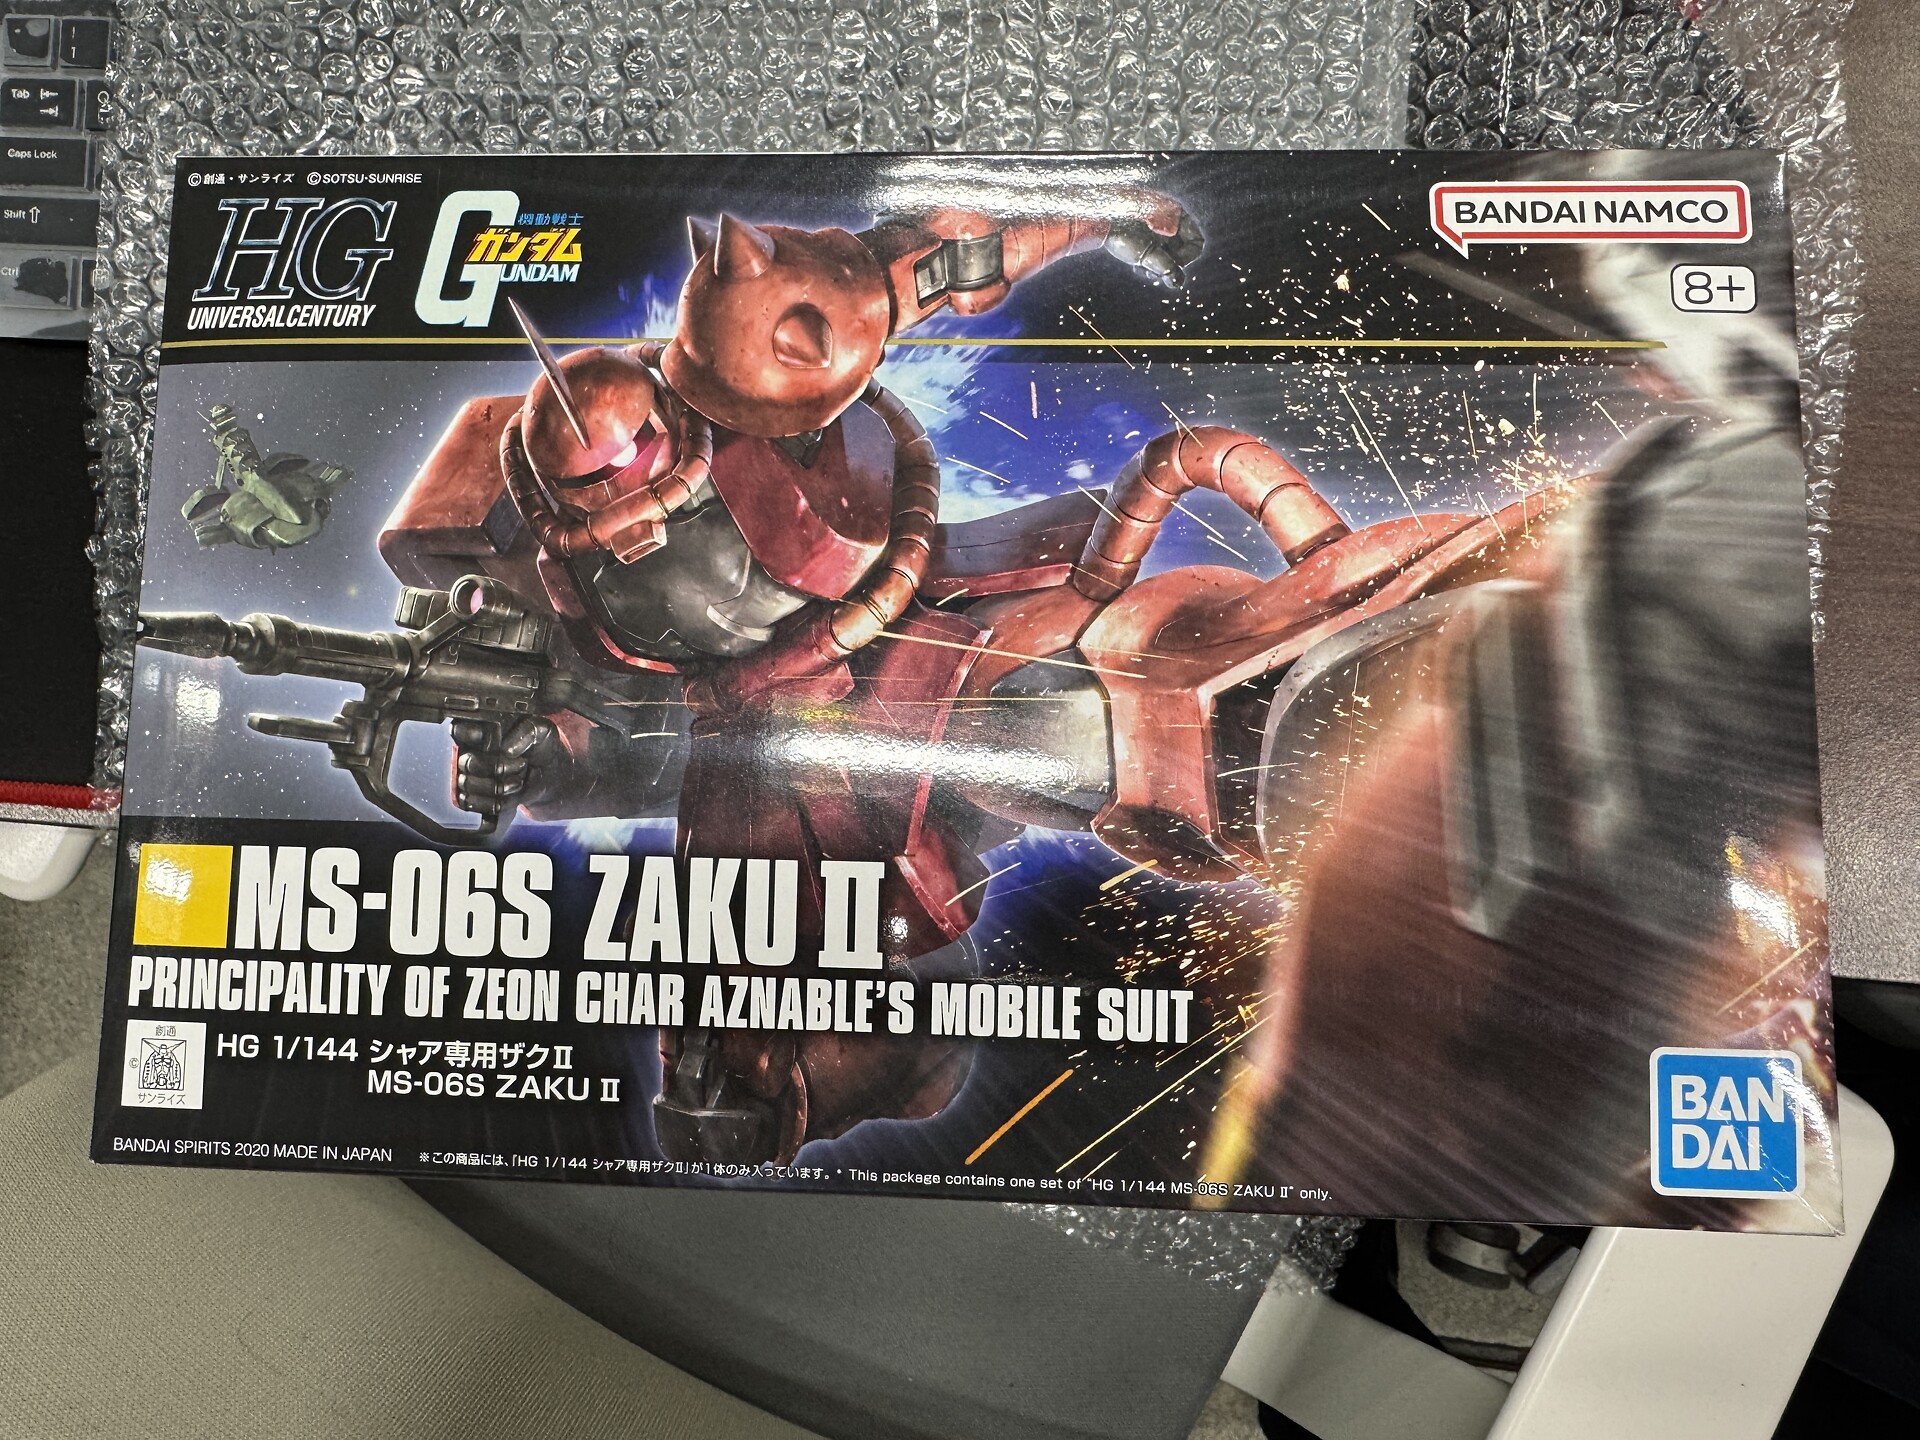 Tab
Caps Lock
Shift
Ctrl
©創通・サンライズ ©SOTSU・SUNRISE
HG
UNIVERSAL CENTURY
機動戦士
ガンダム
GUNDAM
BANDAI NAMCO
8+
MS-06S ZAKU II
PRINCIPALITY OF ZEON CHAR AZNABLE'S MOBILE SUIT
創通
©
サンライズ
HG 1/144 シャア専用ザクⅡ
MS-06S ZAKU Ⅱ
BANDAI SPIRITS 2020 MADE IN JAPAN
※この商品には、「HG 1/144 シャア専用ザクⅡ」が1体のみ入っています。 * This package contains one set of "HG 1/144 MS-06S ZAKU Ⅱ" only.
BAN
DAI